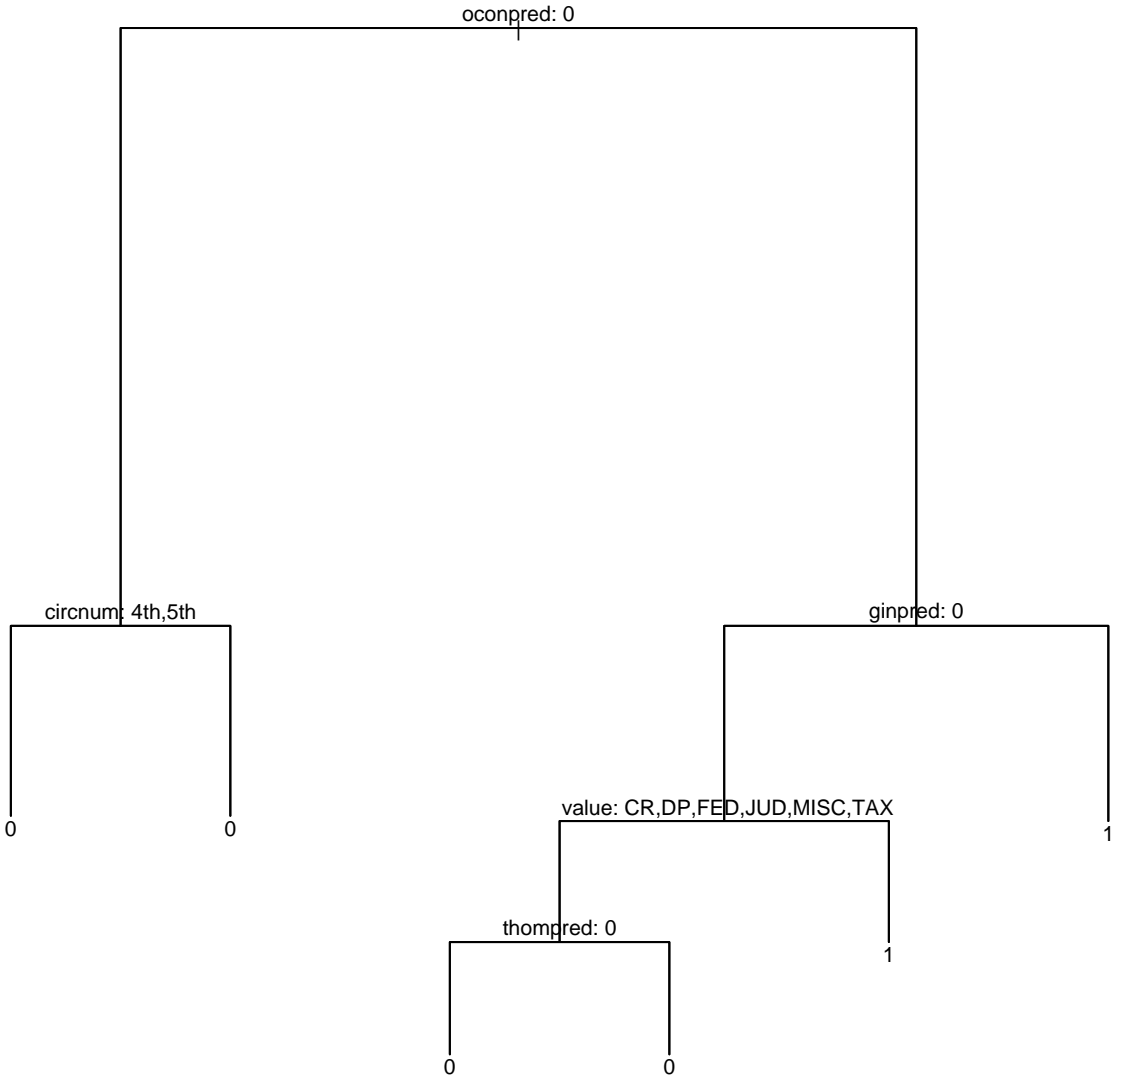 oconpred: 0
circnum: 4th,5th
ginpred: 0
value: CR,DP,FED,JUD,MISC,TAX
0
0
1
thompred: 0
1
0
0